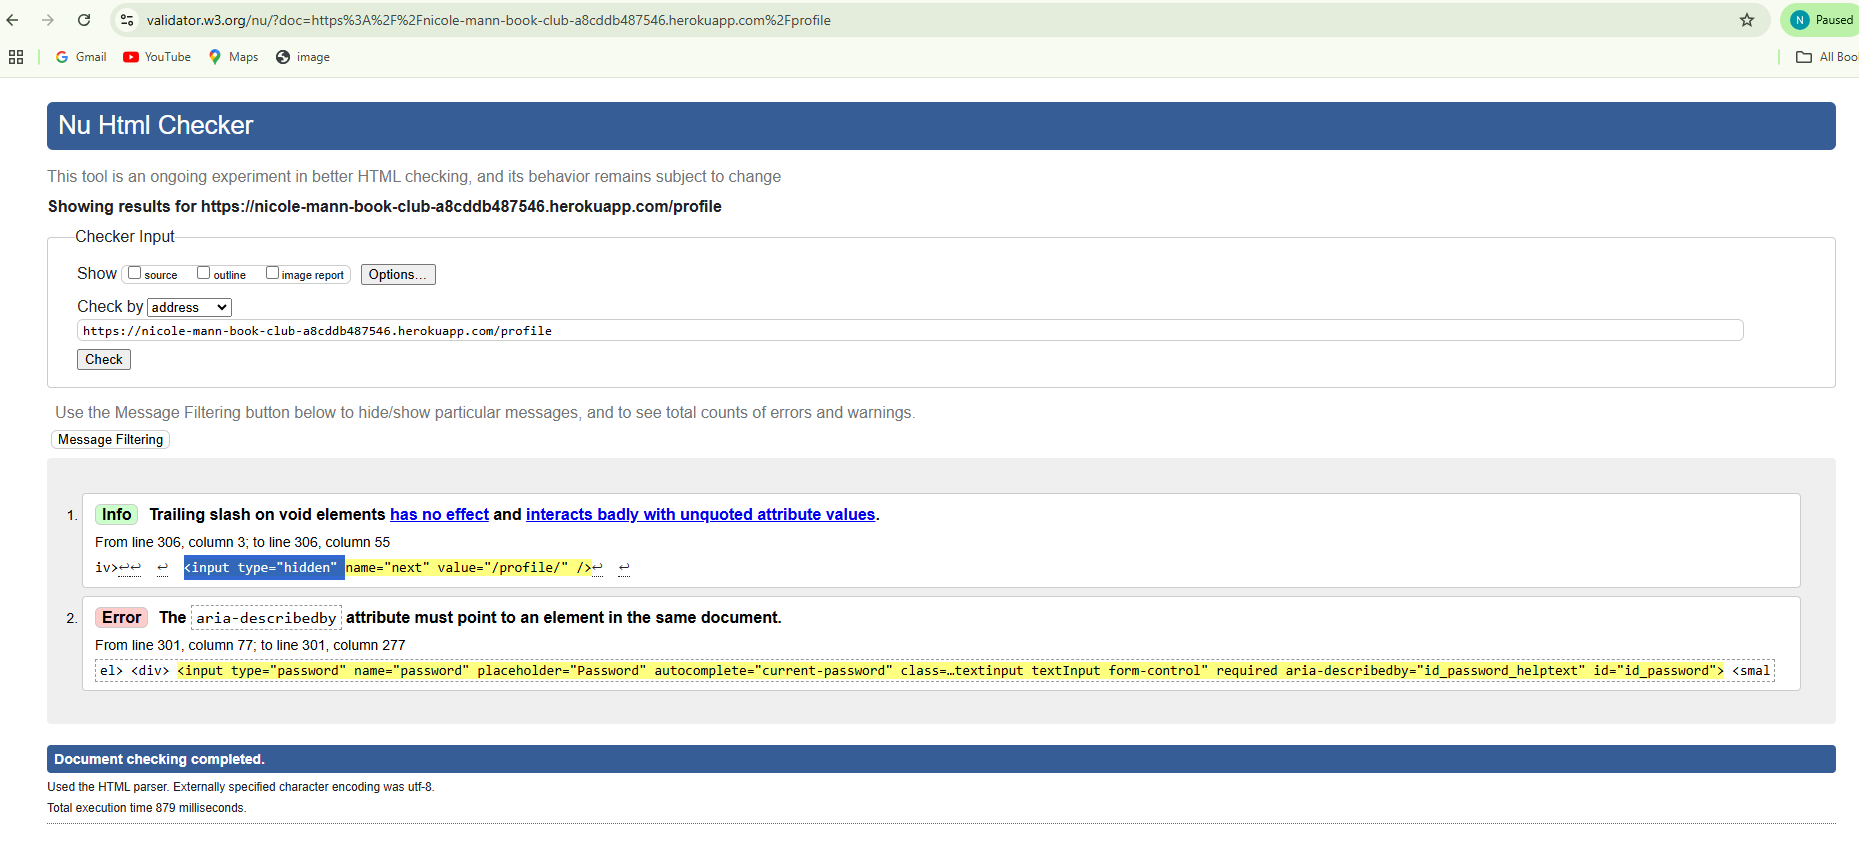 validator.w3.org/nu/?doc=https%3A%2F%2Fnicole-mann-book-club-a8cddb487546.herokuapp.com%2Fprofile
N Paused
Gmail YouTube Maps image All Boo
Nu Html Checker
This tool is an ongoing experiment in better HTML checking, and its behavior remains subject to change
Showing results for https://nicole-mann-book-club-a8cddb487546.herokuapp.com/profile
Checker Input
Show source outline image report Options...
Check by address
https://nicole-mann-book-club-a8cddb487546.herokuapp.com/profile
Check
Use the Message Filtering button below to hide/show particular messages, and to see total counts of errors and warnings.
Message Filtering
1. Info Trailing slash on void elements has no effect and interacts badly with unquoted attribute values.
From line 306, column 3; to line 306, column 55
iv>↩↩ ↩ <input type="hidden" name="next" value="/profile/" />↩ ↩
2. Error The aria-describedby attribute must point to an element in the same document.
From line 301, column 77; to line 301, column 277
el> <div> <input type="password" name="password" placeholder="Password" autocomplete="current-password" class=…textinput textInput form-control" required aria-describedby="id_password_helptext" id="id_password"> <smal
Document checking completed.
Used the HTML parser. Externally specified character encoding was utf-8.
Total execution time 879 milliseconds.